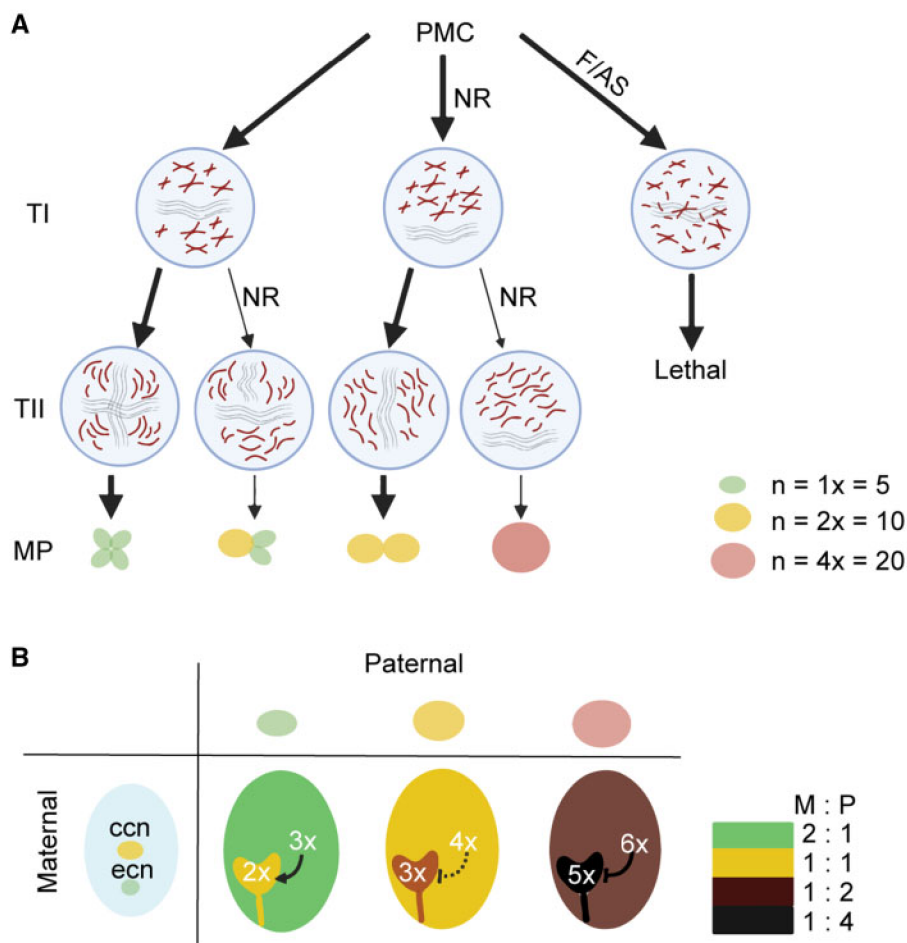 A
PMC
NR
F/AS
TI
NR
NR
Lethal
TII
n = 1x = 5
n = 2x = 10
n = 4x = 20
MP
B
Paternal
Maternal
ccn
ecn
3x
2x
4x
3x
6x
5x
M : P
2 : 1
1 : 1
1 : 2
1 : 4